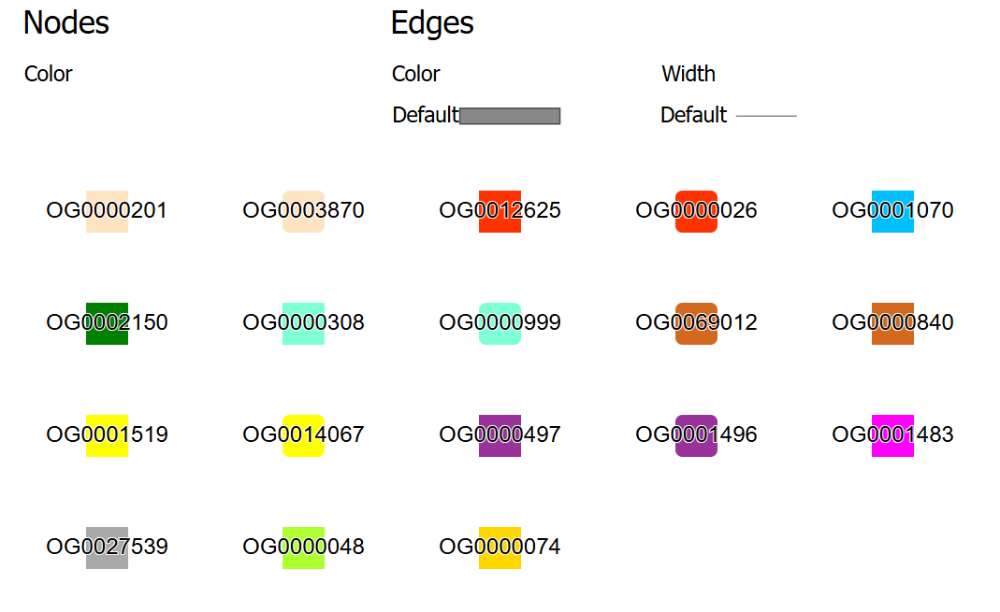 Nodes Edges
Color Color Width
Default Default
OG0000201 OG0003870 OG0012625 OG0000026 OG0001070
OG0002150 OG0000308 OG0000999 OG0069012 OG0000840
OG0001519 OG0014067 OG0000497 OG0001496 OG0001483
OG0027539 OG0000048 OG0000074